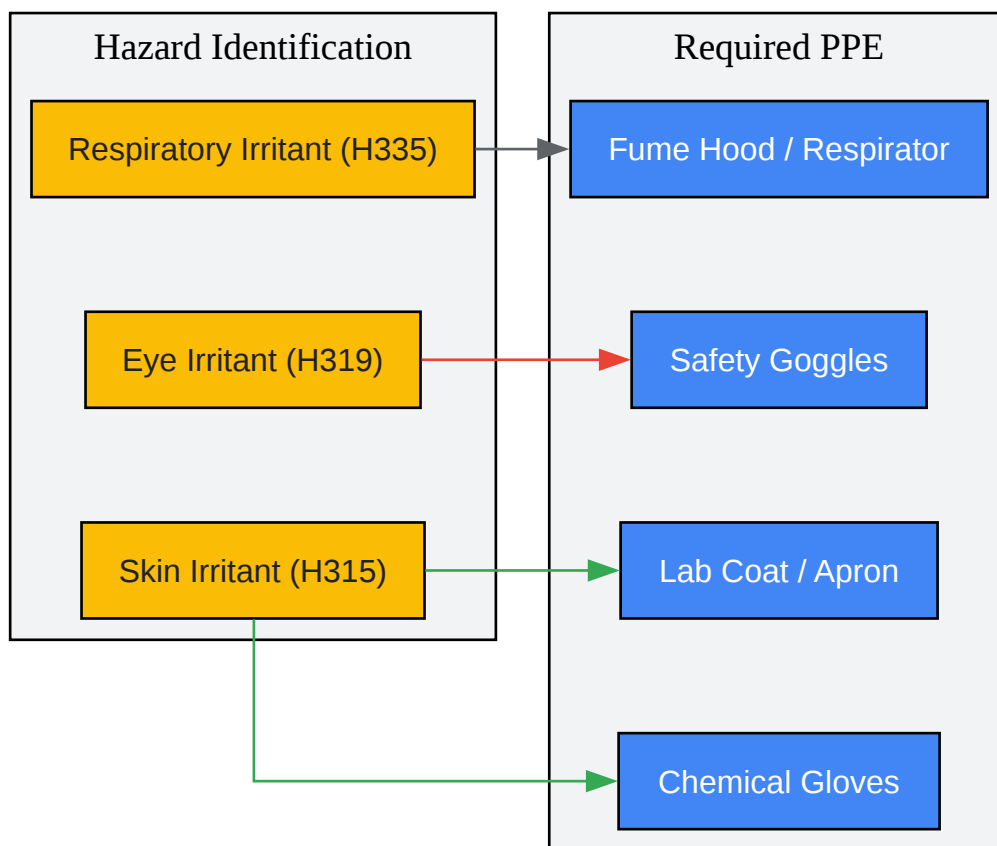 Hazard Identification
Required PPE
Respiratory Irritant (H335)
Fume Hood / Respirator
Eye Irritant (H319)
Safety Goggles
Skin Irritant (H315)
Lab Coat / Apron
Chemical Gloves